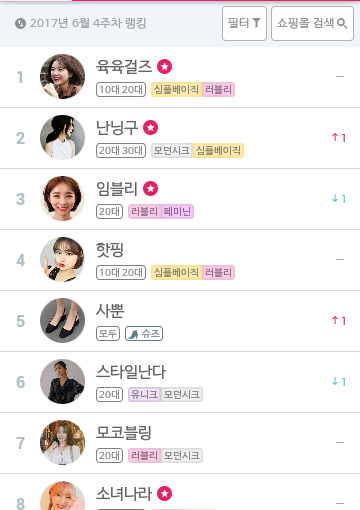 2017년 6월 4주차 랭킹
필터
쇼핑몰 검색
1
육육걸즈
10대 20대 심플베이직 러블리
–
2
난닝구
20대 30대 모던시크 심플베이직
↑1
3
임블리
20대 러블리 페미닌
↓1
4
핫핑
10대 20대 심플베이직 러블리
–
5
사뿐
모두 슈즈
↑1
6
스타일난다
20대 유니크 모던시크
↓1
7
모코블링
20대 러블리 모던시크
–
8
소녀나라
–